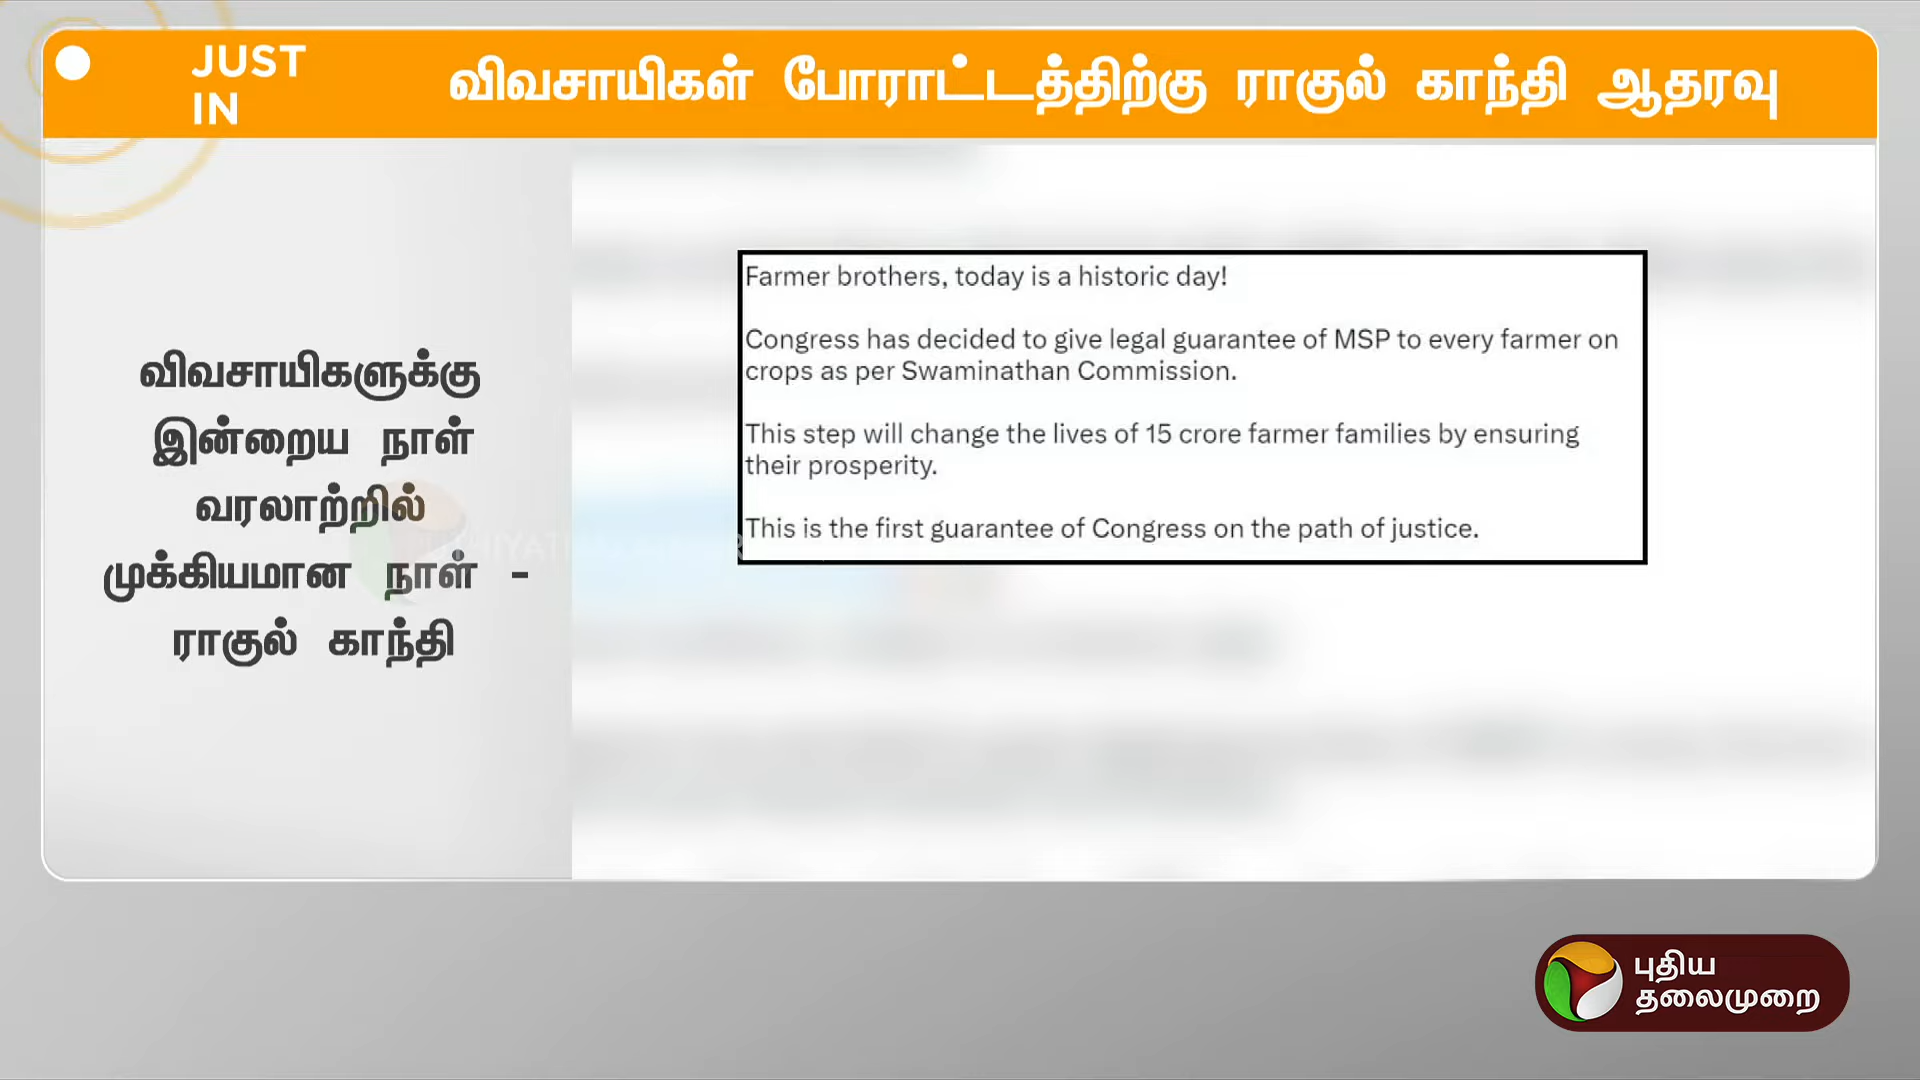 JUST
IN
விவசாயிகள் போராட்டத்திற்கு ராகுல் காந்தி ஆதரவு
விவசாயிகளுக்கு
இன்றைய நாள்
வரலாற்றில்
முக்கியமான நாள் -
ராகுல் காந்தி
Farmer brothers, today is a historic day!
Congress has decided to give legal guarantee of MSP to every farmer on
crops as per Swaminathan Commission.
This step will change the lives of 15 crore farmer families by ensuring
their prosperity.
This is the first guarantee of Congress on the path of justice.
புதிய
தலைமுறை